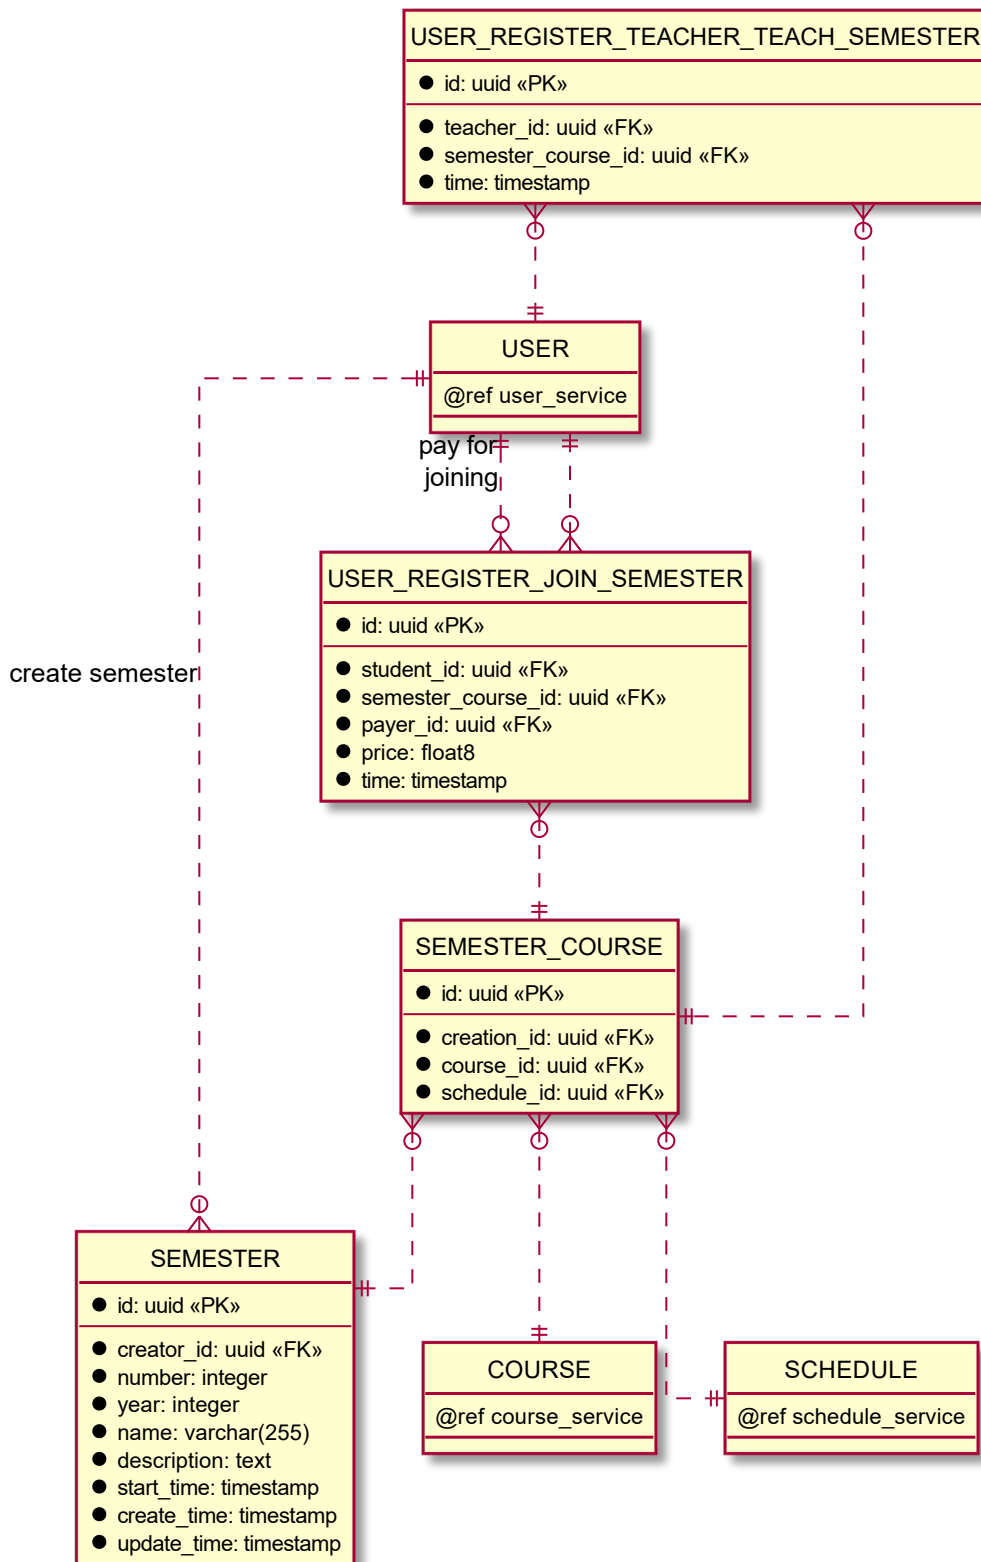 USER_REGISTER_TEACHER_TEACH_SEMESTER
id: uuid «PK»
teacher_id: uuid «FK»
semester_course_id: uuid «FK»
time: timestamp
USER
@ref user_service
pay for
joining
USER_REGISTER_JOIN_SEMESTER
id: uuid «PK»
student_id: uuid «FK»
semester_course_id: uuid «FK»
payer_id: uuid «FK»
price: float8
time: timestamp
create semester
SEMESTER_COURSE
id: uuid «PK»
creation_id: uuid «FK»
course_id: uuid «FK»
schedule_id: uuid «FK»
SEMESTER
id: uuid «PK»
creator_id: uuid «FK»
number: integer
year: integer
name: varchar(255)
description: text
start_time: timestamp
create_time: timestamp
update_time: timestamp
COURSE
@ref course_service
SCHEDULE
@ref schedule_service